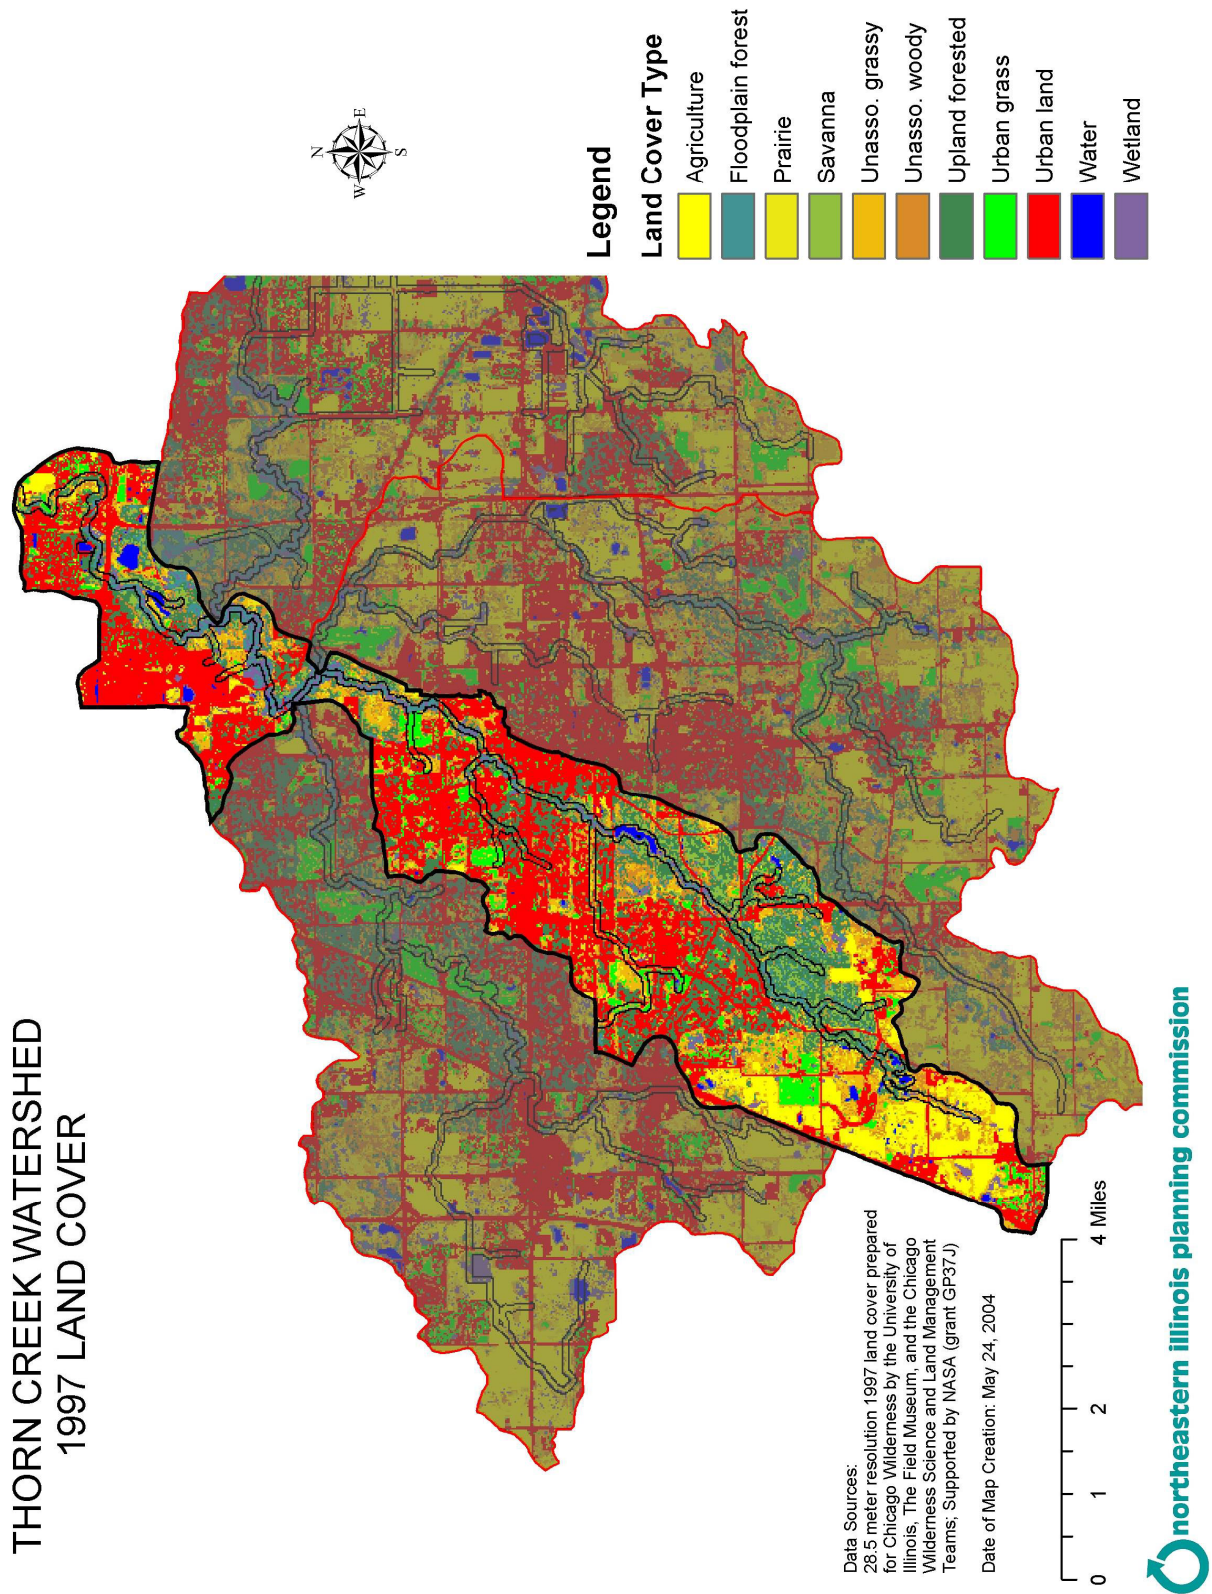 THORN CREEK WATERSHED
1997 LAND COVER
N
E
S
W
Legend
Land Cover Type
Agriculture
Floodplain forest
Prairie
Savanna
Unasso. grassy
Unasso. woody
Upland forested
Urban grass
Urban land
Water
Wetland
Data Sources:
28.5 meter resolution 1997 land cover prepared
for Chicago Wilderness by the University of
Illinois, The Field Museum, and the Chicago
Wilderness Science and Land Management
Teams; Supported by NASA (grant GP37J)
Date of Map Creation: May 24, 2004
0 1 2 4 Miles
northeastern illinois planning commission